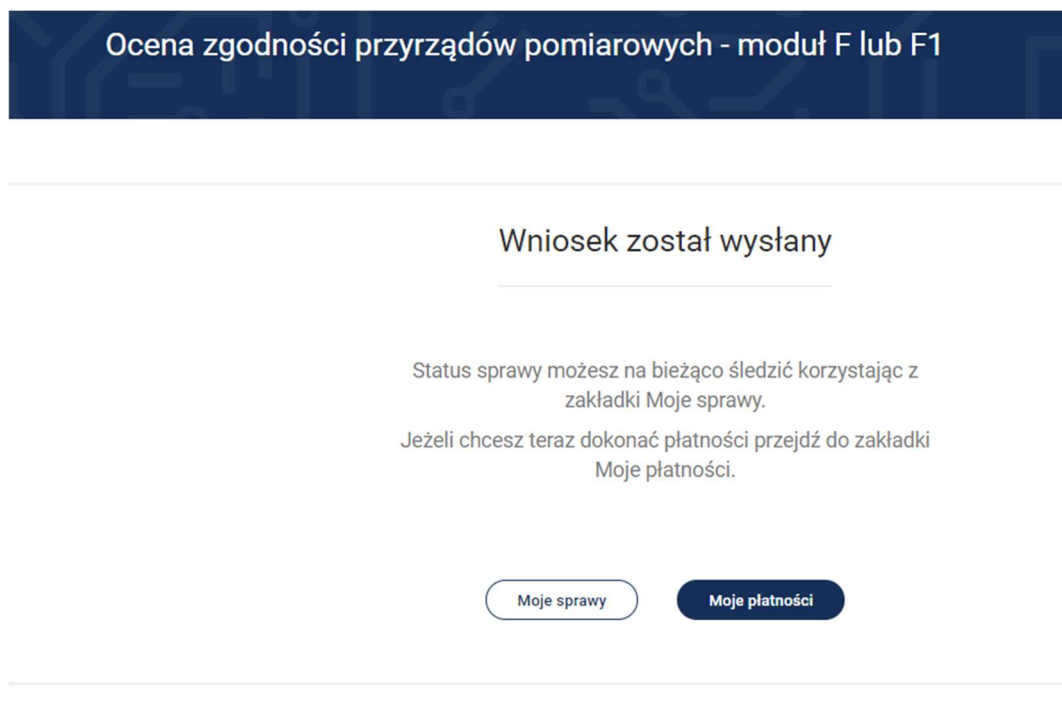 Ocena zgodności przyrządów pomiarowych - moduł F lub F1
Wniosek został wysłany
Status sprawy możesz na bieżąco śledzić korzystając z
zakładki Moje sprawy.
Jeżeli chcesz teraz dokonać płatności przejdź do zakładki
Moje płatności.
Moje sprawy
Moje płatności